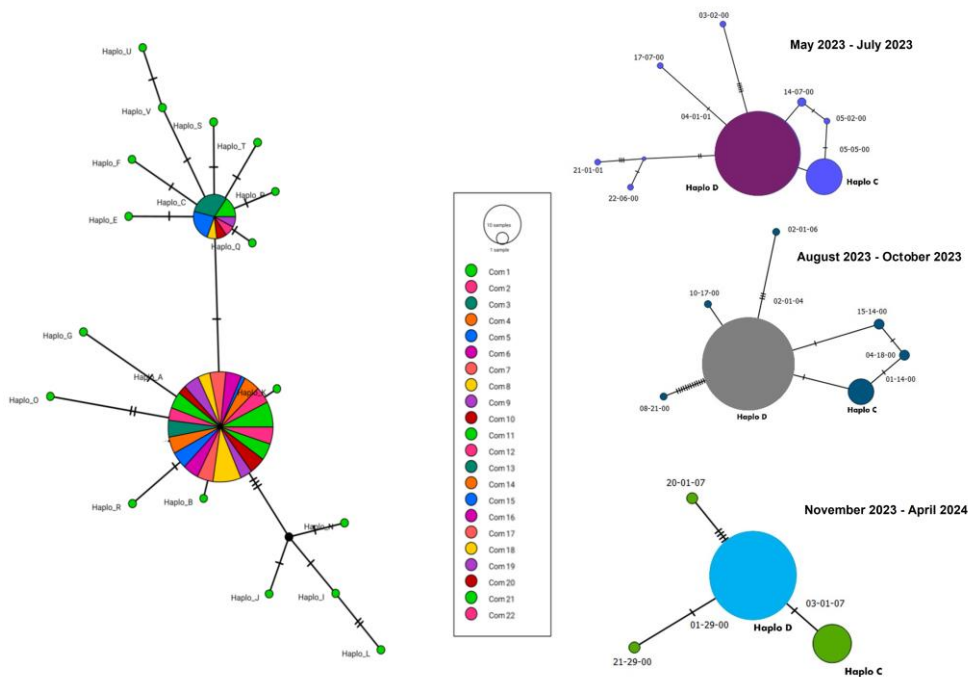 Haplo_U
Haplo_V
Haplo_S
Haplo_T
Haplo_F
Haplo_C
Haplo_E
Haplo_Q
Haplo_G
Haplo_A
Haplo_K
Haplo_O
Haplo_R
Haplo_B
Haplo_N
Haplo_J
Haplo_I
Haplo_L
10 samples
1 sample
Com 1
Com 2
Com 3
Com 4
Com 5
Com 6
Com 7
Com 8
Com 9
Com 10
Com 11
Com 12
Com 13
Com 14
Com 15
Com 16
Com 17
Com 18
Com 19
Com 20
Com 21
Com 22
May 2023 - July 2023
03-02-00
17-07-00
14-07-00
04-01-01
05-02-00
05-05-00
21-01-01
22-06-00
Haplo D
Haplo C
August 2023 - October 2023
02-01-06
10-17-00
02-01-04
15-14-00
04-18-00
01-14-00
08-21-00
Haplo D
Haplo C
November 2023 - April 2024
20-01-07
03-01-07
01-29-00
Haplo D
21-29-00
Haplo C